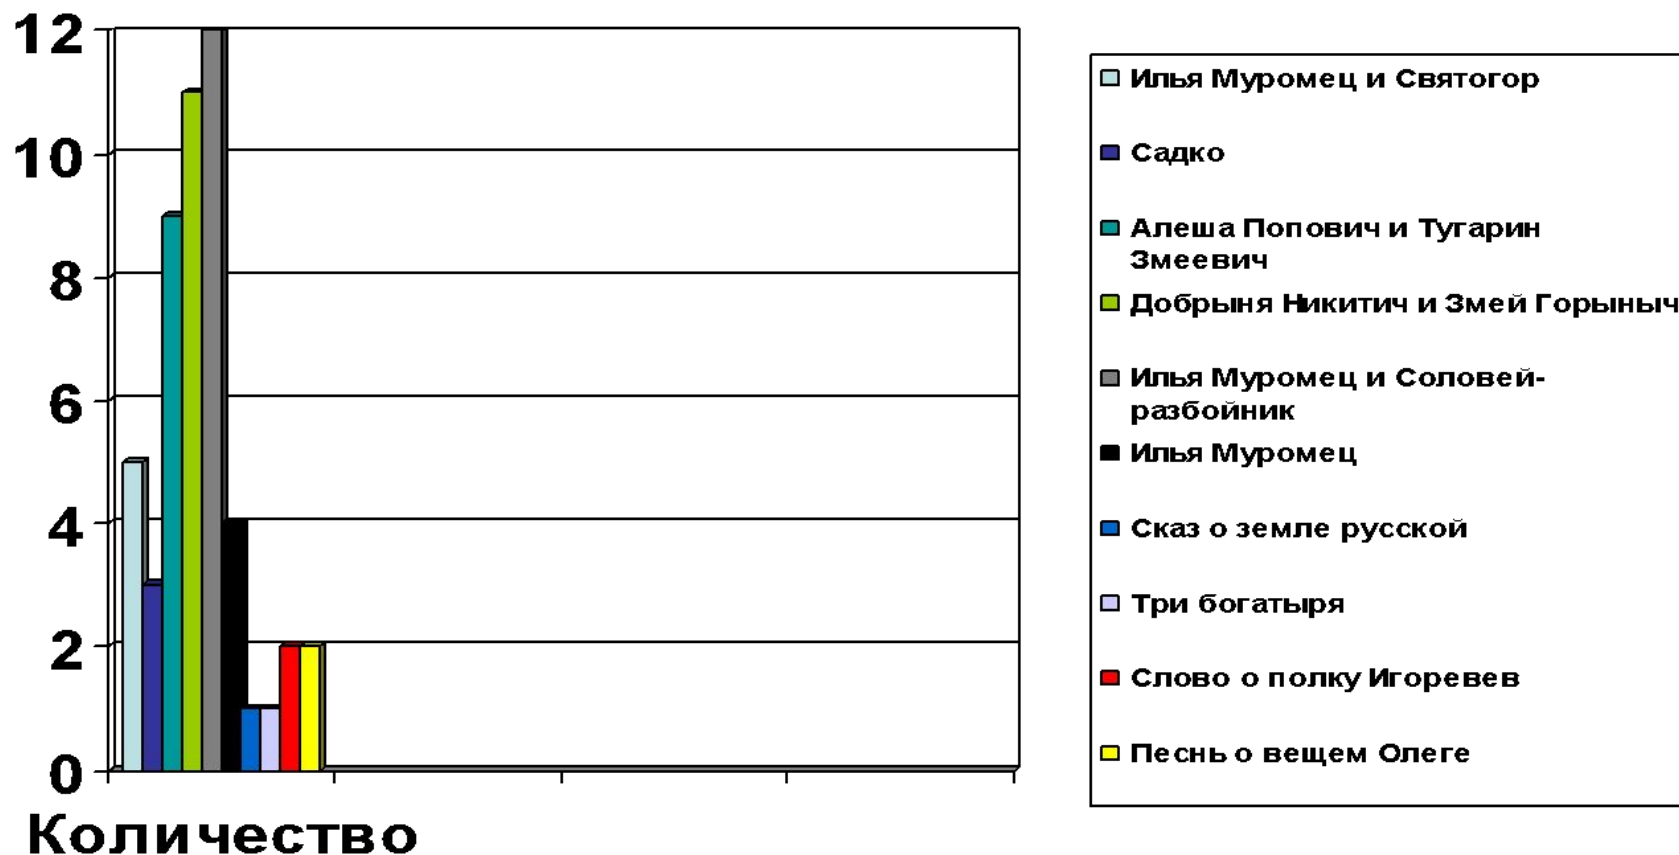 12
10
8
6
4
2
0
Количество
Илья Муромец и Святогор
Садко
Алеша Попович и Тугарин
Змеевич
Добрыня Никитич и Змей Горыныч
Илья Муромец и Соловей-
разбойник
Илья Муромец
Сказ о земле русской
Три богатыря
Слово о полку Игоревев
Песнь о вещем Олеге